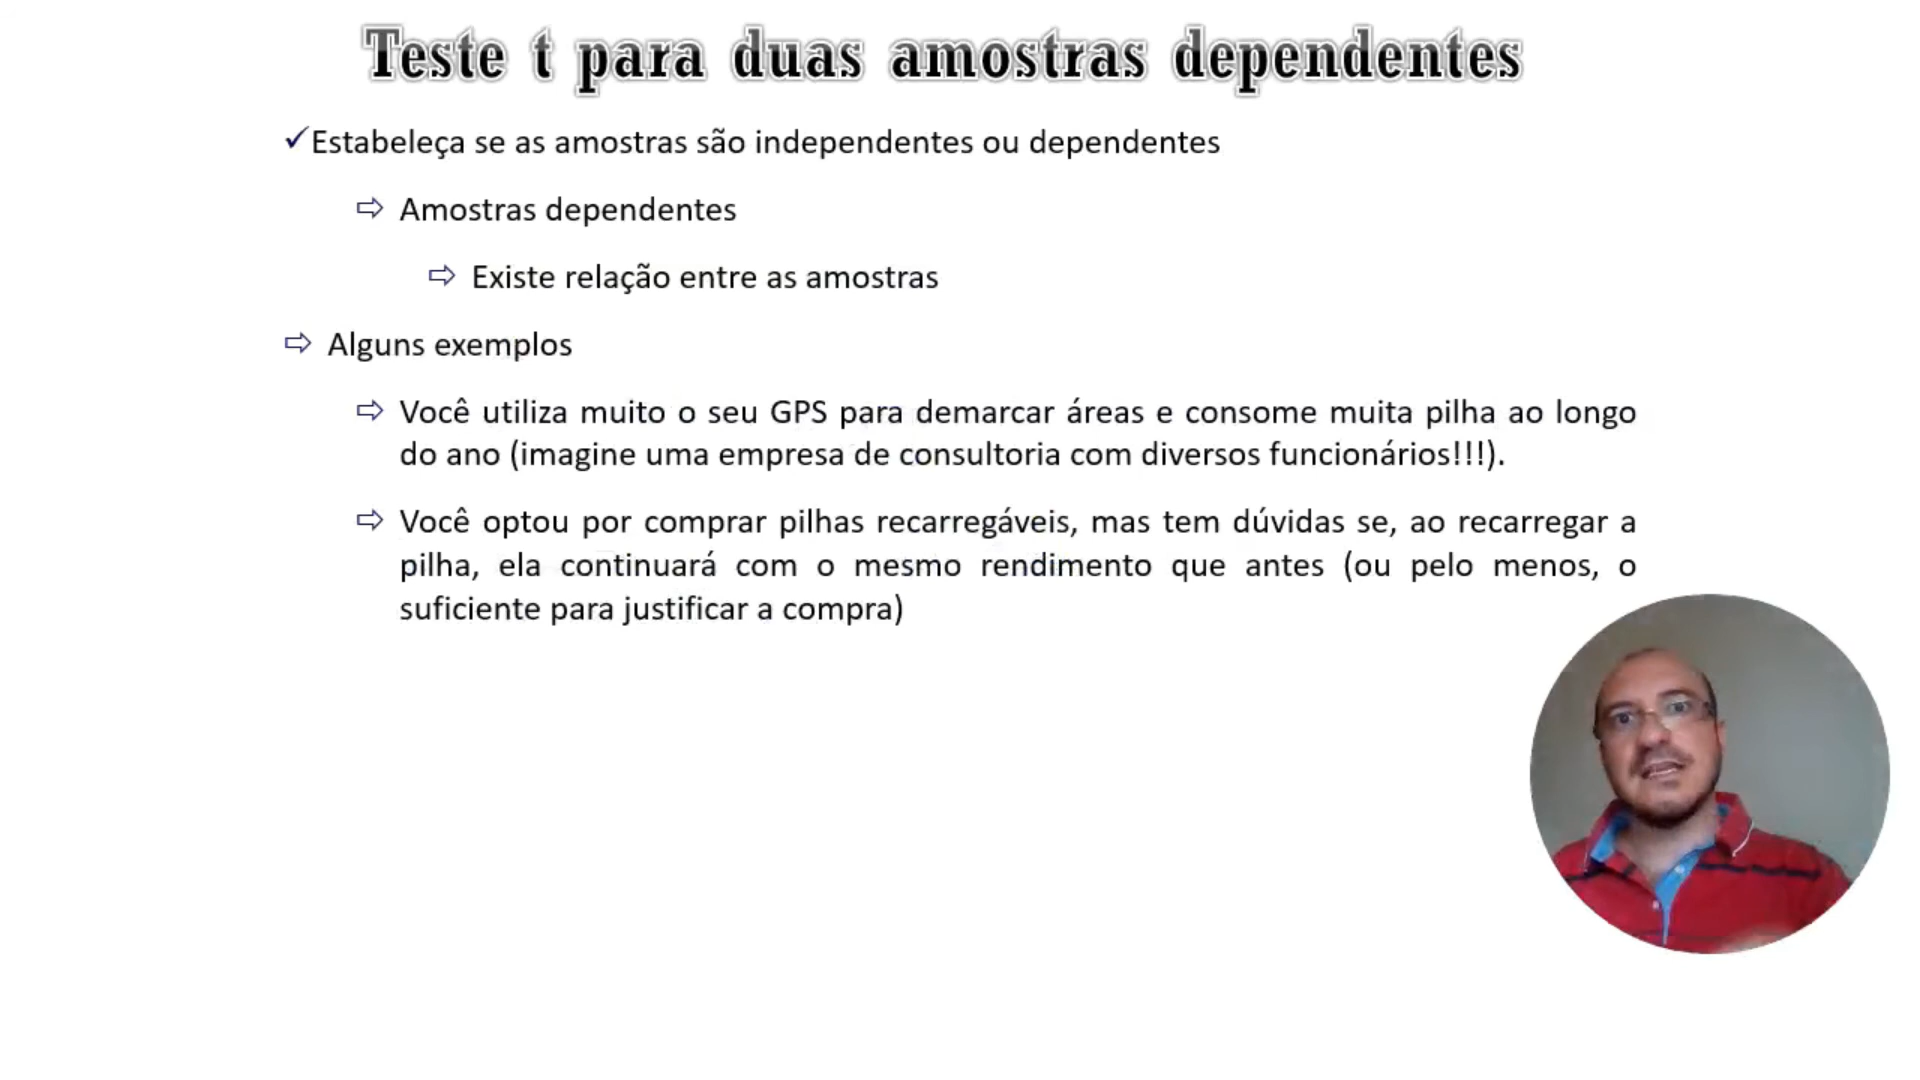 Teste t para duas amostras dependentes
Estabeleça se as amostras são independentes ou dependentes
Amostras dependentes
Existe relação entre as amostras
Alguns exemplos
Você utiliza muito o seu GPS para demarcar áreas e consome muita pilha ao longo
do ano (imagine uma empresa de consultoria com diversos funcionários!!!).
Você optou por comprar pilhas recarregáveis, mas tem dúvidas se, ao recarregar a
pilha, ela continuará com o mesmo rendimento que antes (ou pelo menos, o
suficiente para justificar a compra)